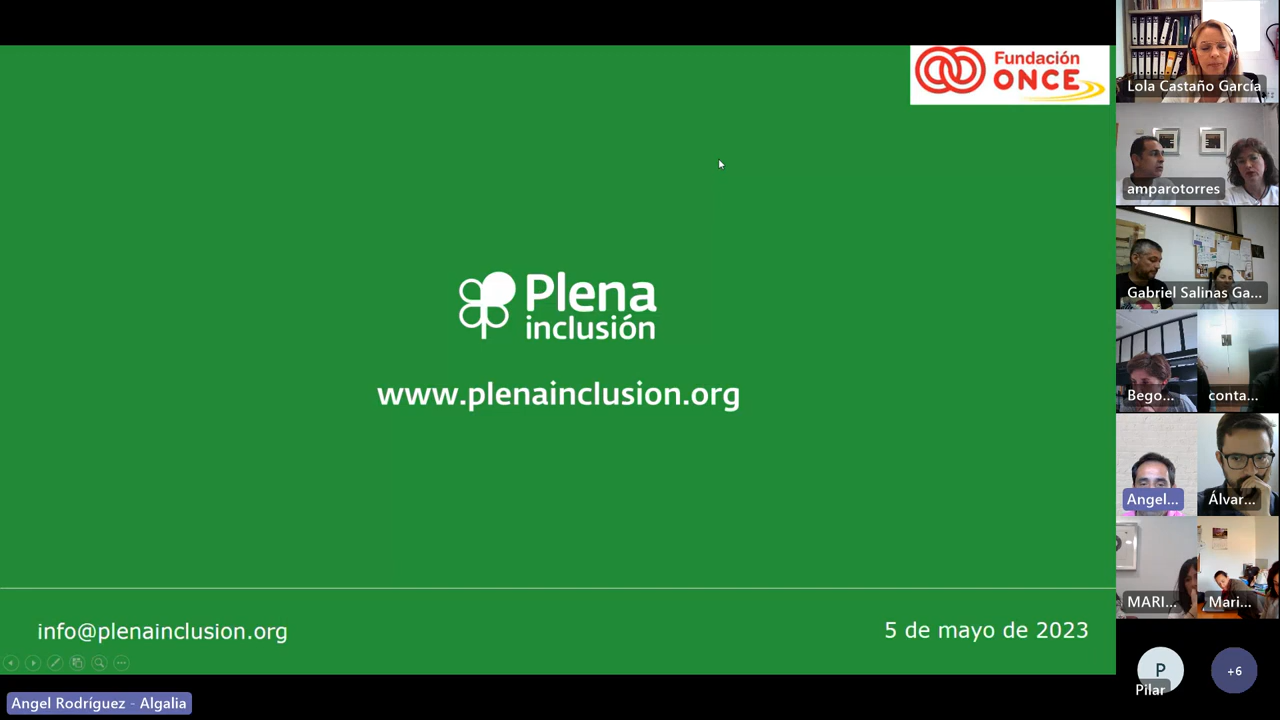 Fundación
ONCE
Plena
inclusión
www.plenainclusion.org
info@plenainclusion.org
5 de mayo de 2023
Angel Rodríguez - Algalia
Lola Castaño García
amparotorres
Gabriel Salinas Ga...
Bego...
conta...
Angel...
Álvar...
MARI...
Mari...
P
Pilar
+6